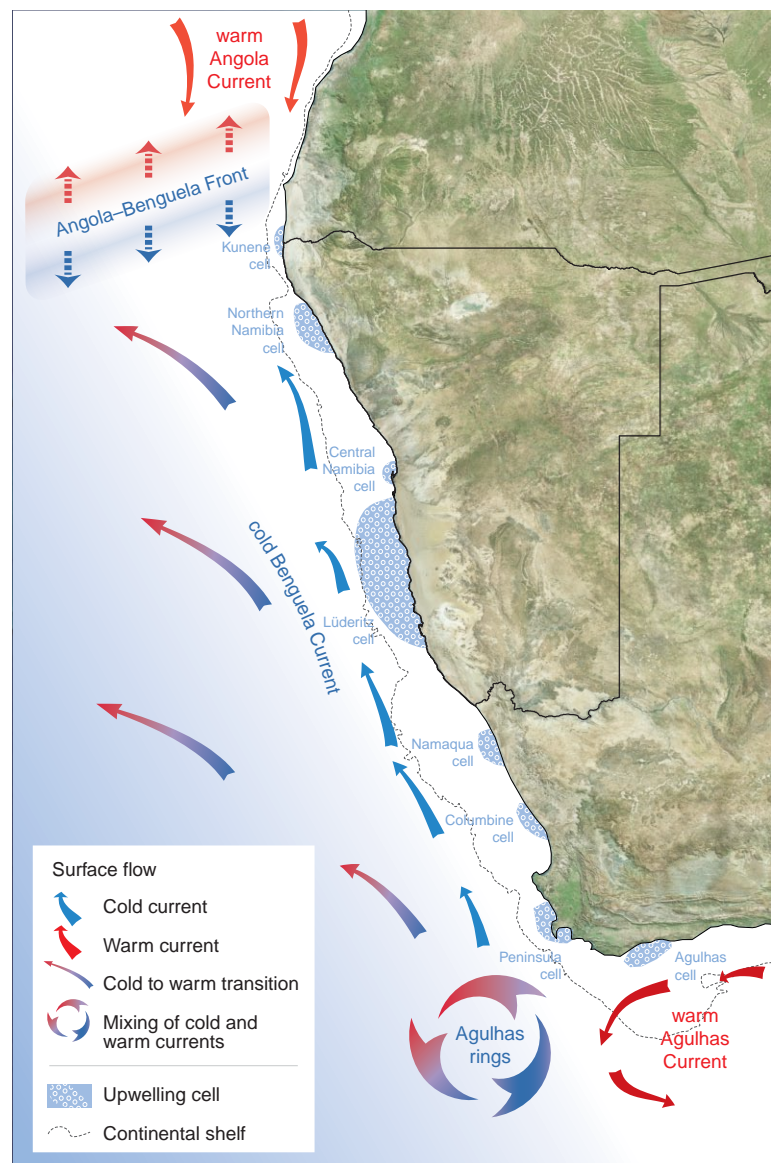 warm
Angola
Current
Angola–Benguela Front
Kunene
cell
Northern
Namibia
cell
Central
Namibia
cell
cold Benguela Current
Lüderitz
cell
Namaqua
cell
Columbine
cell
Peninsula
cell
Agulhas
cell
Agulhas
rings
warm
Agulhas
Current
Surface flow
Cold current
Warm current
Cold to warm transition
Mixing of cold and
warm currents
Upwelling cell
Continental shelf